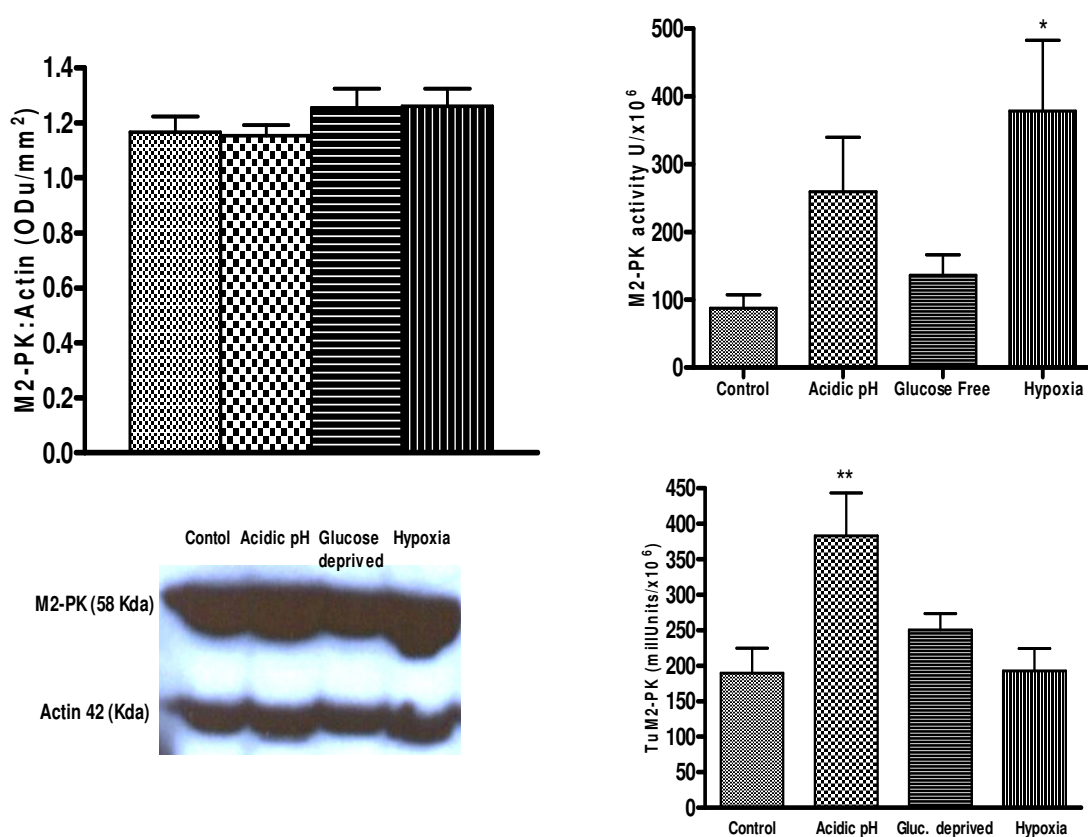 M2-PK:Actin (ODu/mm²)
1.4
1.2
1.0
0.8
0.6
0.4
0.2
0.0
Contol Acidic pH Glucose Hypoxia
deprived
M2-PK (58 Kda)
Actin 42 (Kda)
M2-PK activity U/x10⁶
500
400
300
200
100
0
*
Control Acidic pH Glucose Free Hypoxia
TuM2-PK (millUnits/x10⁶)
450
400
350
300
250
200
150
100
50
0
**
Control Acidic pH Gluc. deprived Hypoxia